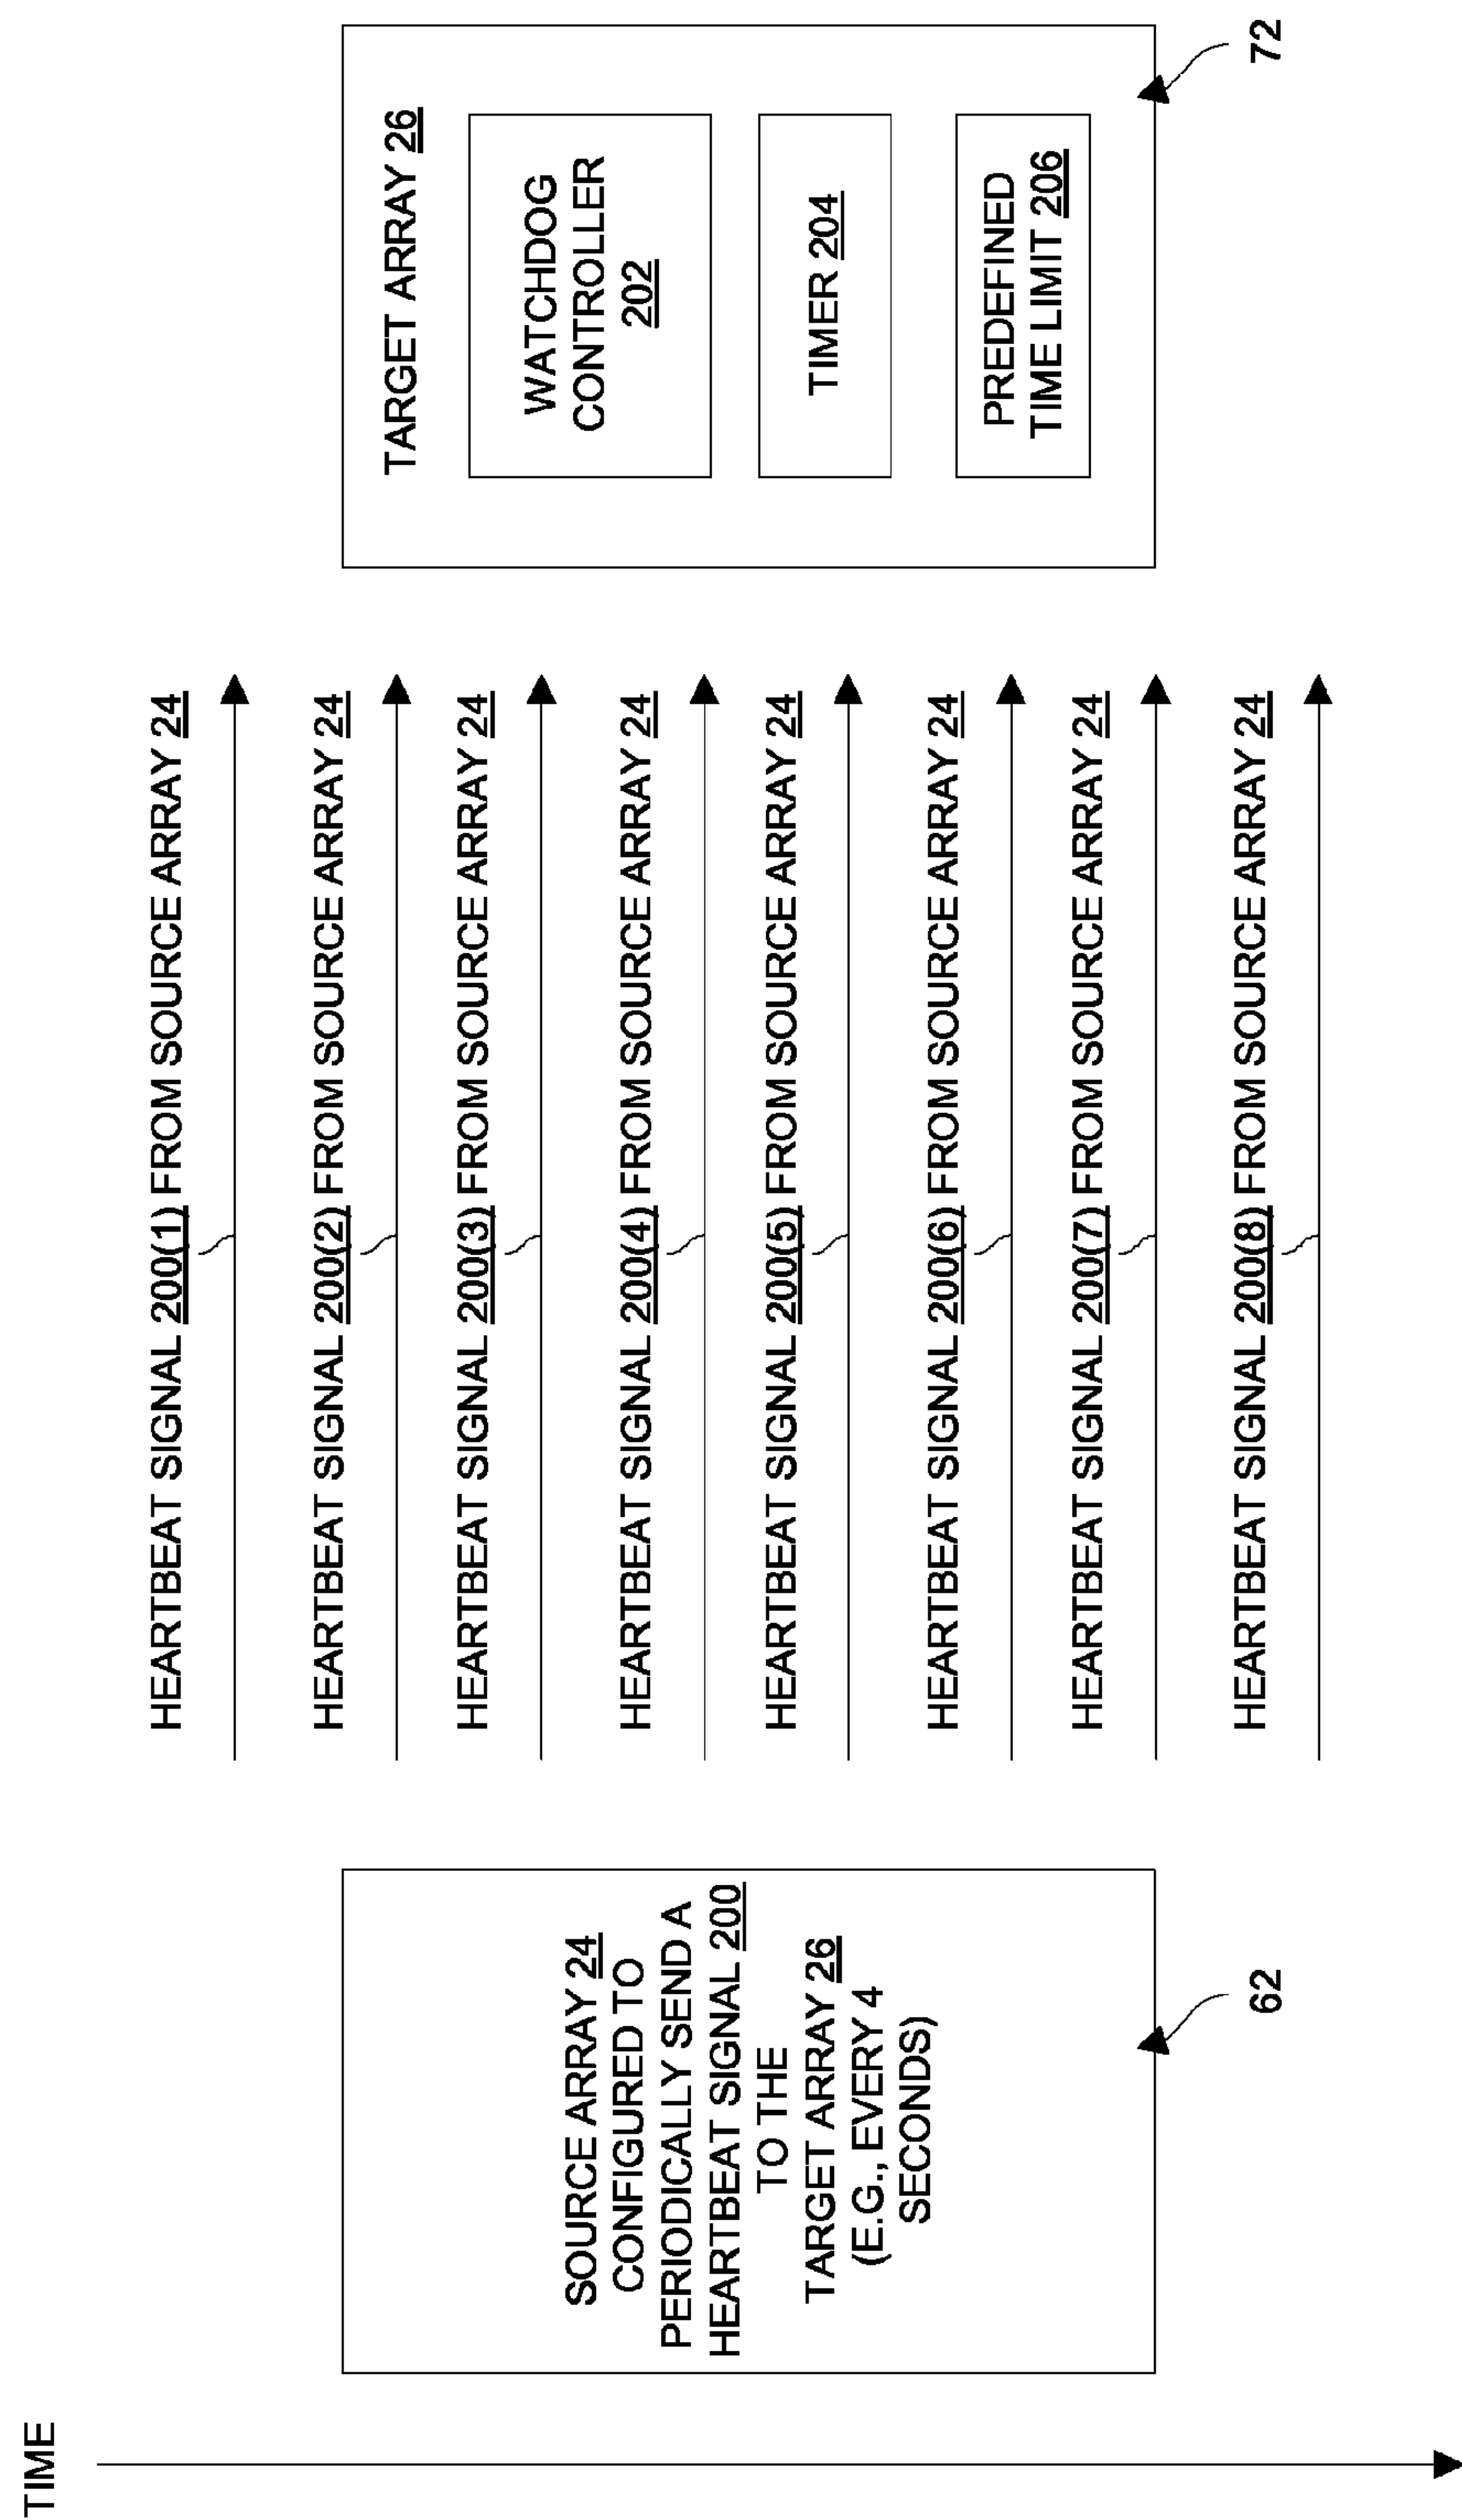 TIME
SOURCE ARRAY 24
CONFIGURED TO
PERIODICALLY SEND A
HEARTBEAT SIGNAL 200
TO THE
TARGET ARRAY 26
(E.G., EVERY 4
SECONDS)
62
HEARTBEAT SIGNAL 200(1) FROM SOURCE ARRAY 24
HEARTBEAT SIGNAL 200(2) FROM SOURCE ARRAY 24
HEARTBEAT SIGNAL 200(3) FROM SOURCE ARRAY 24
HEARTBEAT SIGNAL 200(4) FROM SOURCE ARRAY 24
HEARTBEAT SIGNAL 200(5) FROM SOURCE ARRAY 24
HEARTBEAT SIGNAL 200(6) FROM SOURCE ARRAY 24
HEARTBEAT SIGNAL 200(7) FROM SOURCE ARRAY 24
HEARTBEAT SIGNAL 200(8) FROM SOURCE ARRAY 24
TARGET ARRAY 26
WATCHDOG
CONTROLLER
202
TIMER 204
PREDEFINED
TIME LIMIT 206
72